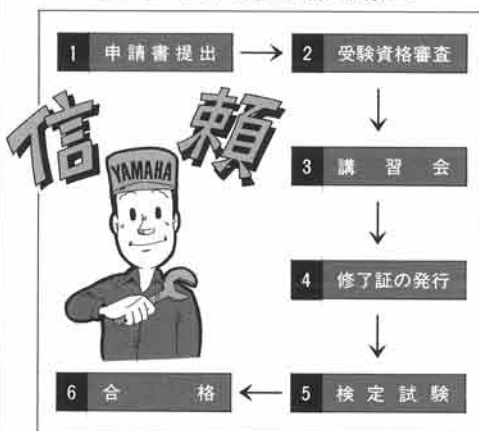 1 申請書提出
2 受験資格審査
3 講習会
4 修了証の発行
5 検定試験
6 合格
信頼
YAMAHA